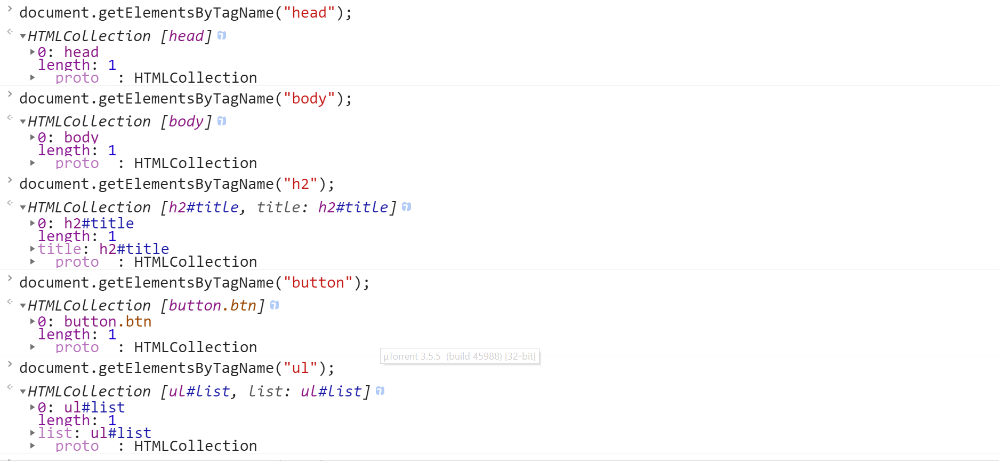 document.getElementsByTagName("head");
HTMLCollection [head]
0: head
length: 1
proto : HTMLCollection
document.getElementsByTagName("body");
HTMLCollection [body]
0: body
length: 1
proto : HTMLCollection
document.getElementsByTagName("h2");
HTMLCollection [h2#title, title: h2#title]
0: h2#title
length: 1
title: h2#title
proto : HTMLCollection
document.getElementsByTagName("button");
HTMLCollection [button.btn]
0: button.btn
length: 1
proto : HTMLCollection
µTorrent 3.5.5 (build 45988) [32-bit]
document.getElementsByTagName("ul");
HTMLCollection [ul#list, list: ul#list]
0: ul#list
length: 1
list: ul#list
proto : HTMLCollection